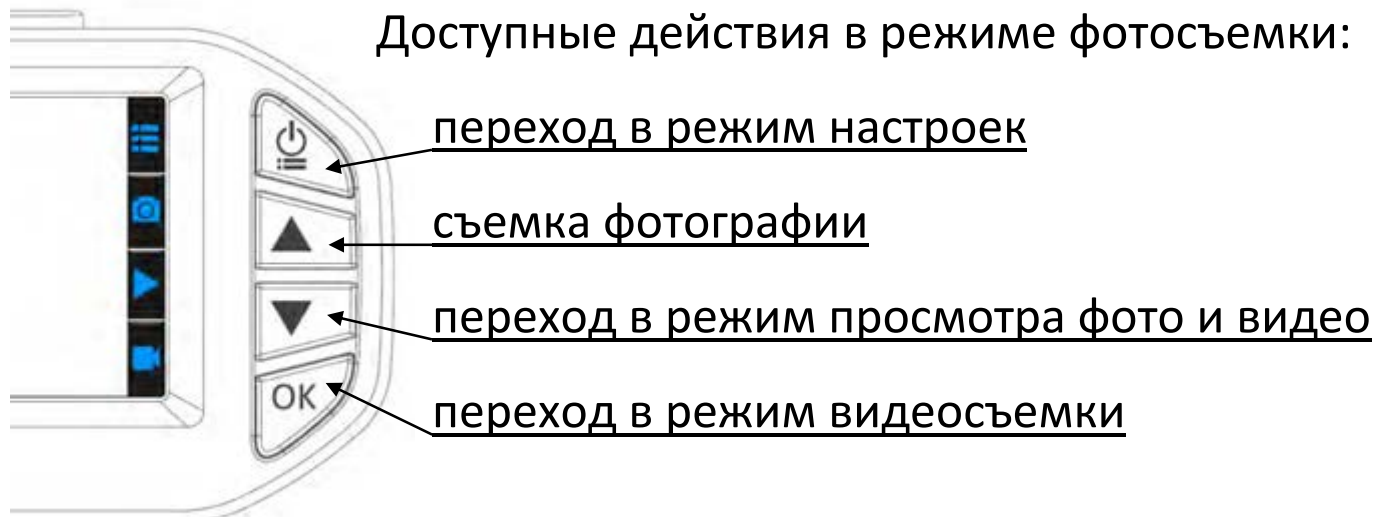 Доступные действия в режиме фотосъемки:
переход в режим настроек
съемка фотографии
переход в режим просмотра фото и видео
переход в режим видеосъемки
OK